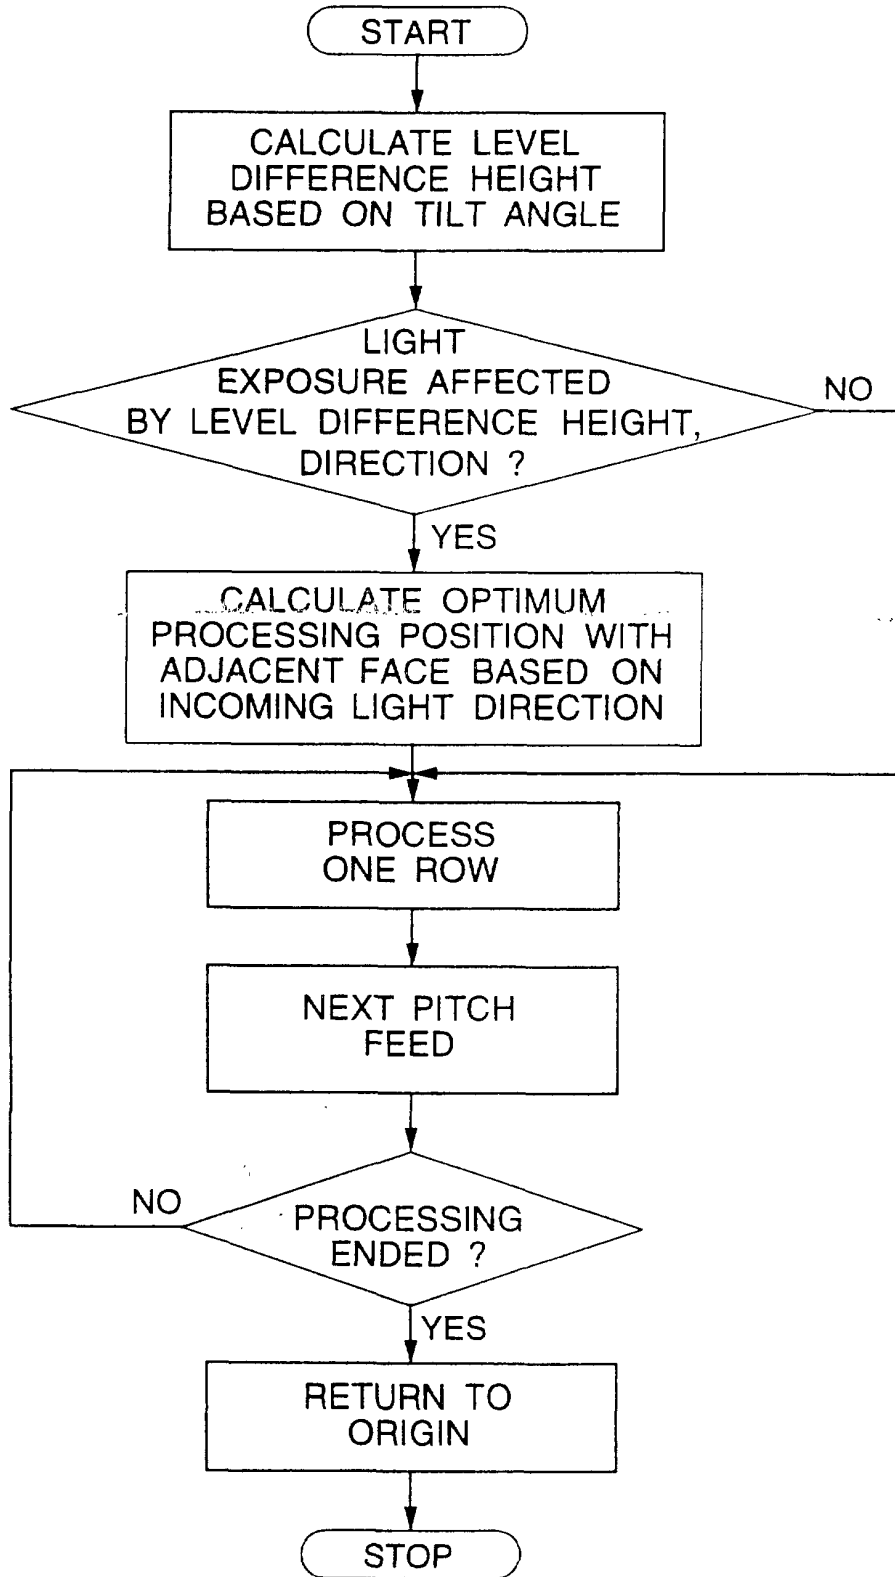 START
CALCULATE LEVEL
DIFFERENCE HEIGHT
BASED ON TILT ANGLE
LIGHT
EXPOSURE AFFECTED
BY LEVEL DIFFERENCE HEIGHT,
DIRECTION ?
NO
YES
CALCULATE OPTIMUM
PROCESSING POSITION WITH
ADJACENT FACE BASED ON
INCOMING LIGHT DIRECTION
PROCESS
ONE ROW
NEXT PITCH
FEED
NO
PROCESSING
ENDED ?
YES
RETURN TO
ORIGIN
STOP